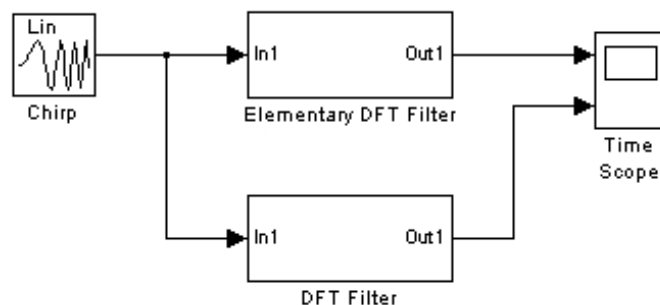 Lin
Chirp
In1 Out1
Elementary DFT Filter
Time
Scope
In1 Out1
DFT Filter